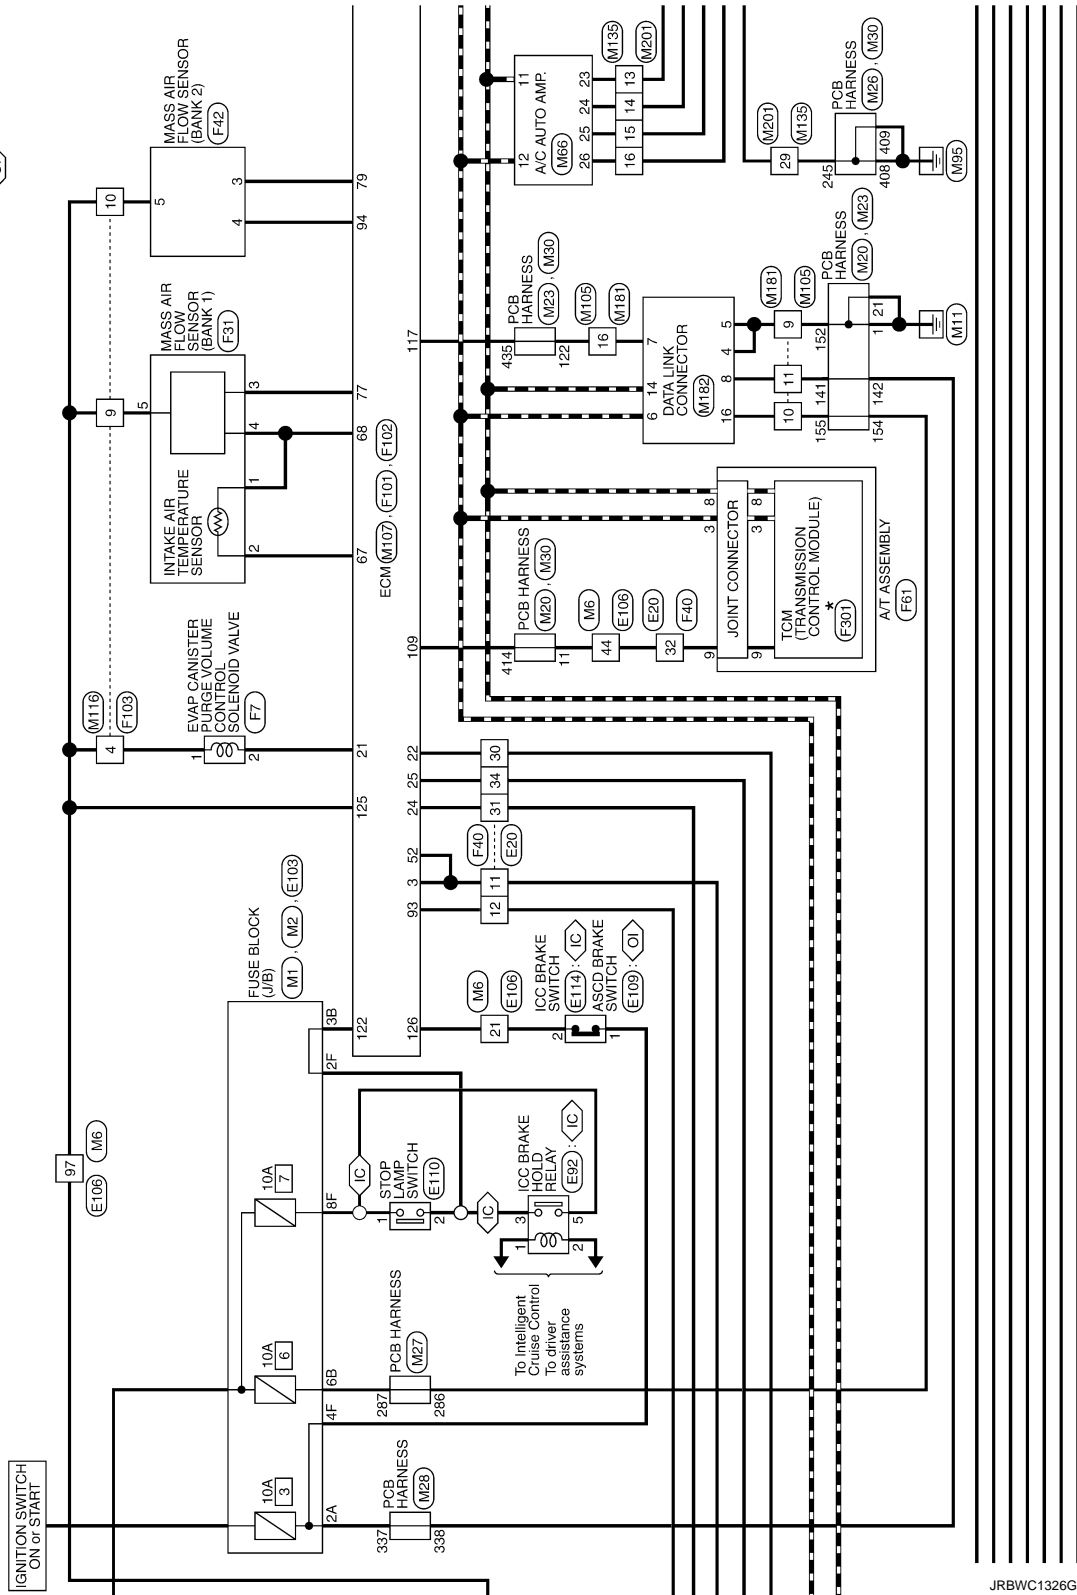 IGNITION SWITCH
ON or START
FUSE BLOCK
(J/B)
M1 , M2 , E103
10A
3
10A
6
10A
7
2A
4F
6B
8F
2F
3B
97
E106
M6
337
338
PCB
HARNESS
M28
287
286
PCB HARNESS
M27
IC
STOP
LAMP
SWITCH
E110
1
2
IC
ICC BRAKE
HOLD
RELAY
E92 : IC
1
2
3
5
To Intelligent
Cruise Control
To driver
assistance
systems
122
126
M6
E106
21
ICC BRAKE
SWITCH
E114 : IC
ASCD BRAKE
SWITCH
E109 : OI
2
1
93
3
52
24
25
22
12
11
F40
E20
31
34
30
125
21
M116
F103
4
EVAP CANISTER
PURGE VOLUME
CONTROL
SOLENOID VALVE
F7
1
2
9
10
INTAKE AIR
TEMPERATURE
SENSOR
MASS AIR
FLOW
SENSOR
(BANK 1)
F31
5
2
1
4
3
67
68
77
ECM M107 , F101 , F102
MASS AIR
FLOW SENSOR
(BANK 2)
F42
5
4
3
94
79
109
414
11
PCB HARNESS
M20 , M30
44
M6
E106
32
E20
F40
9
3
8
JOINT CONNECTOR
9
3
8
TCM
(TRANSMISSION
CONTROL MODULE)
*
F301
A/T ASSEMBLY
F61
117
435
122
PCB
HARNESS
M23 , M30
16
M105
M181
6
14
7
DATA LINK
CONNECTOR
M182
16
8
4
5
10
11
9
M181
M105
155
141
152
PCB
HARNESS
M20 , M23
154
142
1
21
M11
12
11
A/C AUTO AMP.
M66
26
25
24
23
16
15
14
13
M135
M201
29
M201
M135
245
PCB
HARNESS
M26 , M30
408
409
M95
JRBWC1326G